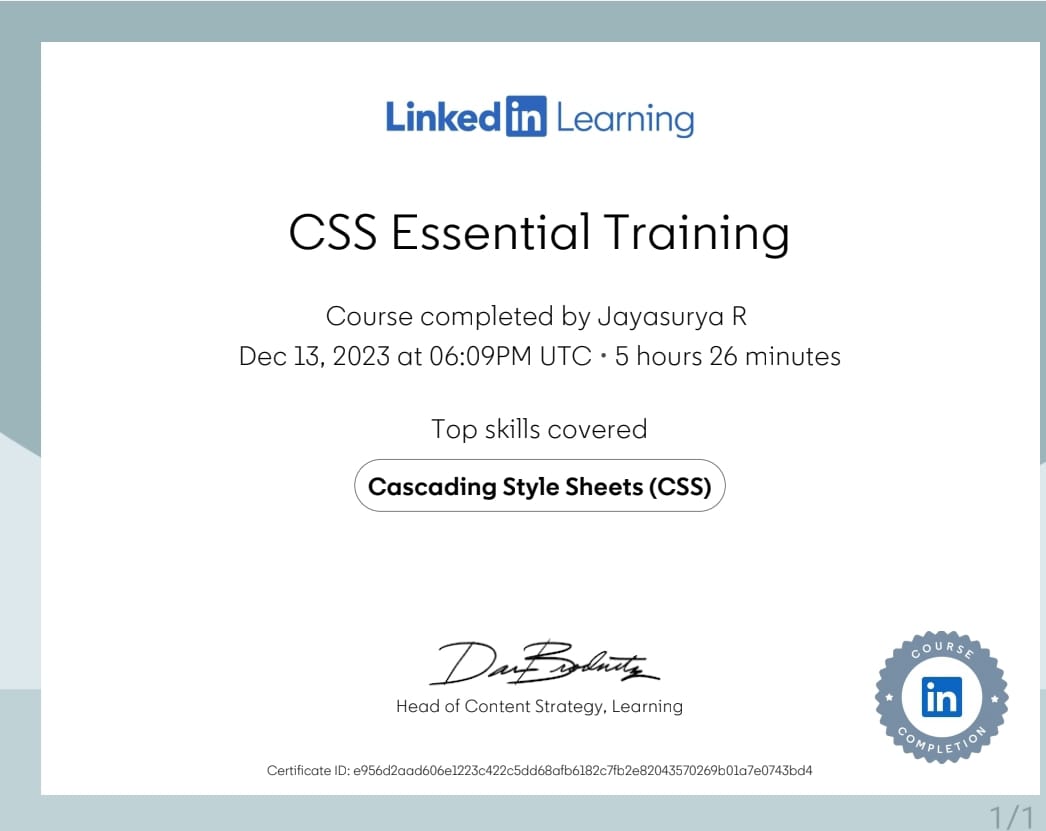 Linked in Learning
CSS Essential Training
Course completed by Jayasurya R
Dec 13, 2023 at 06:09PM UTC • 5 hours 26 minutes
Top skills covered
Cascading Style Sheets (CSS)
Dan Brodnitz
Head of Content Strategy, Learning
COURSE
in
COMPLETION
Certificate ID: e956d2aad606e1223c422c5dd68afb6182c7fb2e82043570269b01a7e0743bd4
1/1